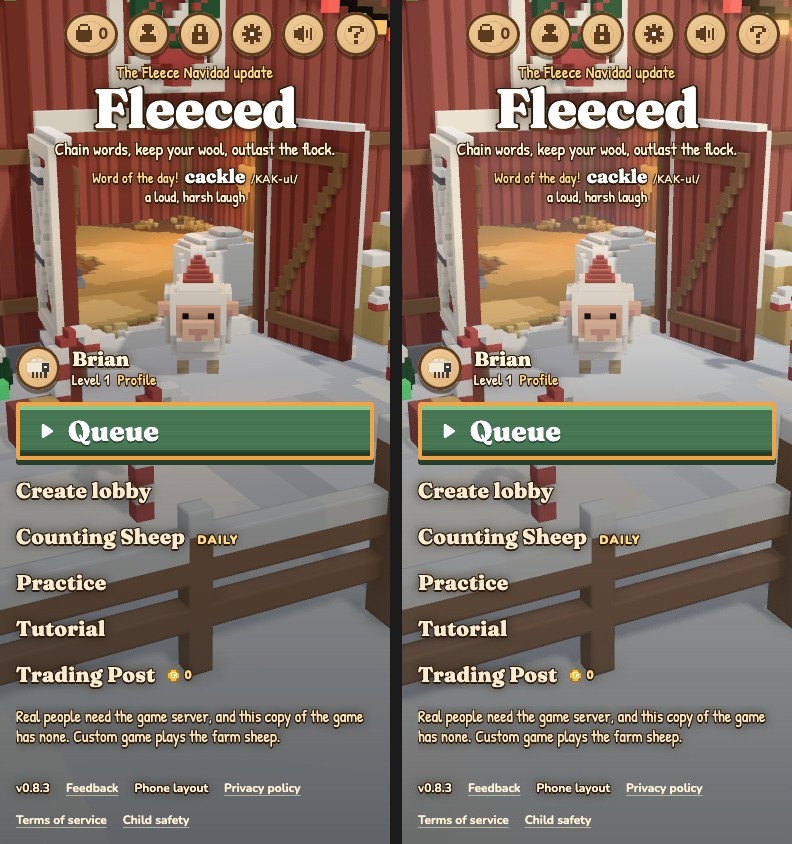 0
The Fleece Navidad update
Fleeced
Chain words, keep your wool, outlast the flock.
Word of the day! cackle /KAK-ul/
a loud, harsh laugh
Brian
Level 1 Profile
Queue
Create lobby
Counting Sheep DAILY
Practice
Tutorial
Trading Post 0
Real people need the game server, and this copy of the game
has none. Custom game plays the farm sheep.
v0.8.3 Feedback Phone layout Privacy policy
Terms of service Child safety
0
The Fleece Navidad update
Fleeced
Chain words, keep your wool, outlast the flock.
Word of the day! cackle /KAK-ul/
a loud, harsh laugh
Brian
Level 1 Profile
Queue
Create lobby
Counting Sheep DAILY
Practice
Tutorial
Trading Post 0
Real people need the game server, and this copy of the game
has none. Custom game plays the farm sheep.
v0.8.3 Feedback Phone layout Privacy policy
Terms of service Child safety